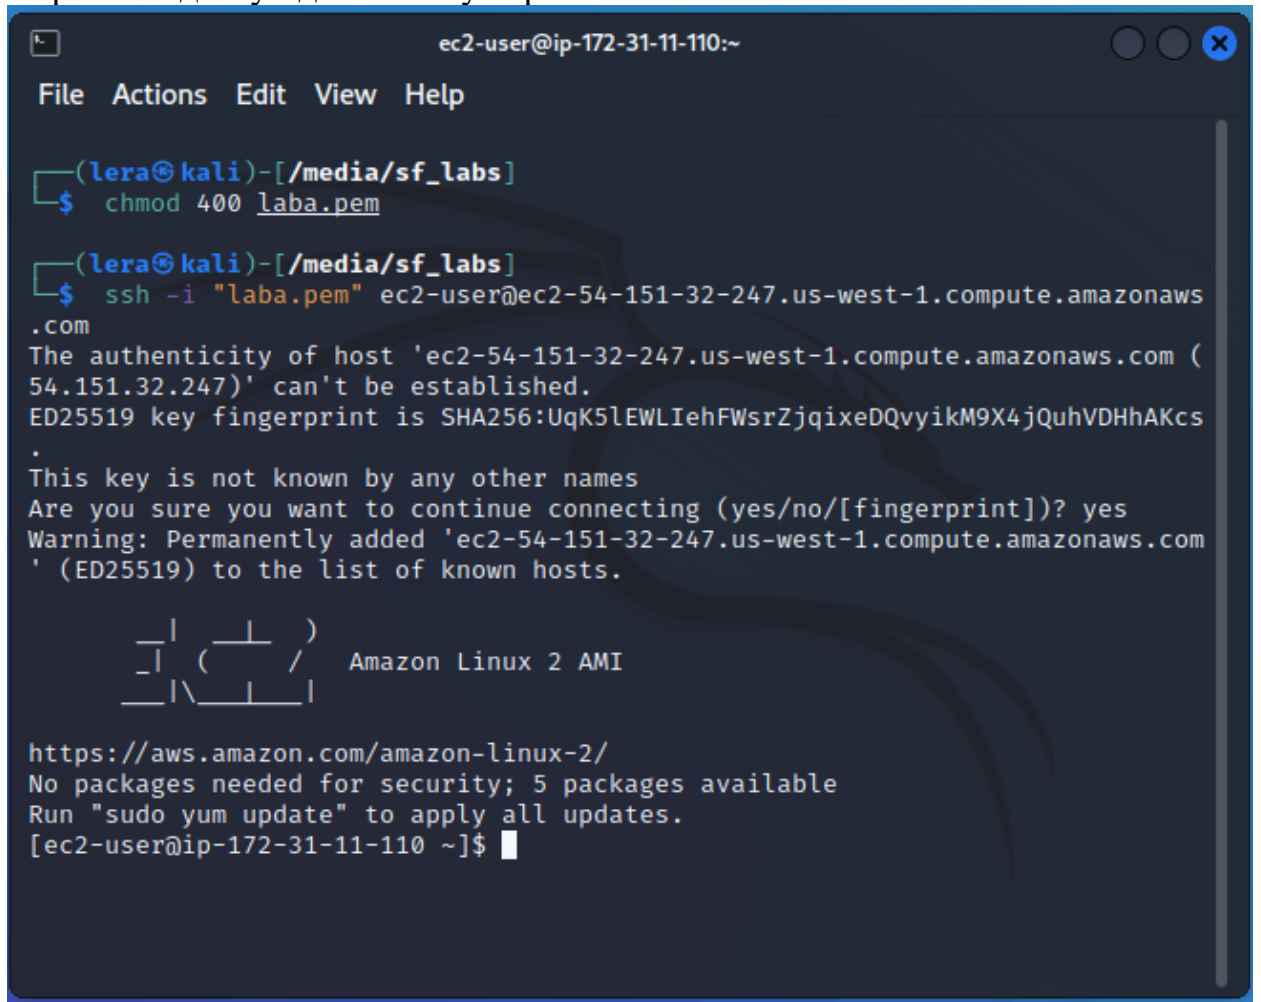 ec2-user@ip-172-31-11-110:~
File Actions Edit View Help
┌──(lera㉿kali)-[/media/sf_labs]
└─$ chmod 400 laba.pem
┌──(lera㉿kali)-[/media/sf_labs]
└─$ ssh -i "laba.pem" ec2-user@ec2-54-151-32-247.us-west-1.compute.amazonaws
.com
The authenticity of host 'ec2-54-151-32-247.us-west-1.compute.amazonaws.com (
54.151.32.247)' can't be established.
ED25519 key fingerprint is SHA256:UqK5lEWLIehFWsrZjqixeDQvyikM9X4jQuhVDHhAKcs
.
This key is not known by any other names
Are you sure you want to continue connecting (yes/no/[fingerprint])? yes
Warning: Permanently added 'ec2-54-151-32-247.us-west-1.compute.amazonaws.com
' (ED25519) to the list of known hosts.
__|  __|_  )
_|  (     /   Amazon Linux 2 AMI
___|\___|___|
https://aws.amazon.com/amazon-linux-2/
No packages needed for security; 5 packages available
Run "sudo yum update" to apply all updates.
[ec2-user@ip-172-31-11-110 ~]$